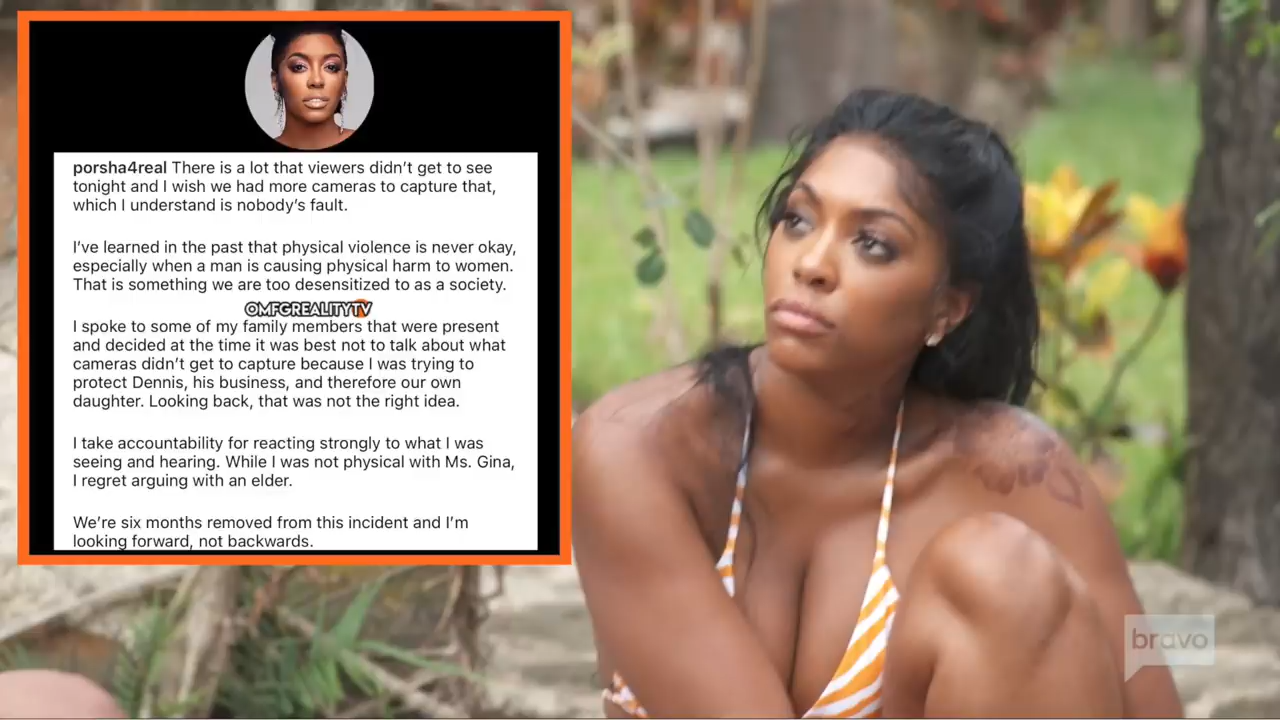 porsha4real There is a lot that viewers didn't get to see
tonight and I wish we had more cameras to capture that,
which I understand is nobody's fault.
I've learned in the past that physical violence is never okay,
especially when a man is causing physical harm to women.
That is something we are too desensitized to as a society.
OMFGREALITYTV
I spoke to some of my family members that were present
and decided at the time it was best not to talk about what
cameras didn't get to capture because I was trying to
protect Dennis, his business, and therefore our own
daughter. Looking back, that was not the right idea.
I take accountability for reacting strongly to what I was
seeing and hearing. While I was not physical with Ms. Gina,
I regret arguing with an elder.
We're six months removed from this incident and I'm
looking forward, not backwards.
bravo